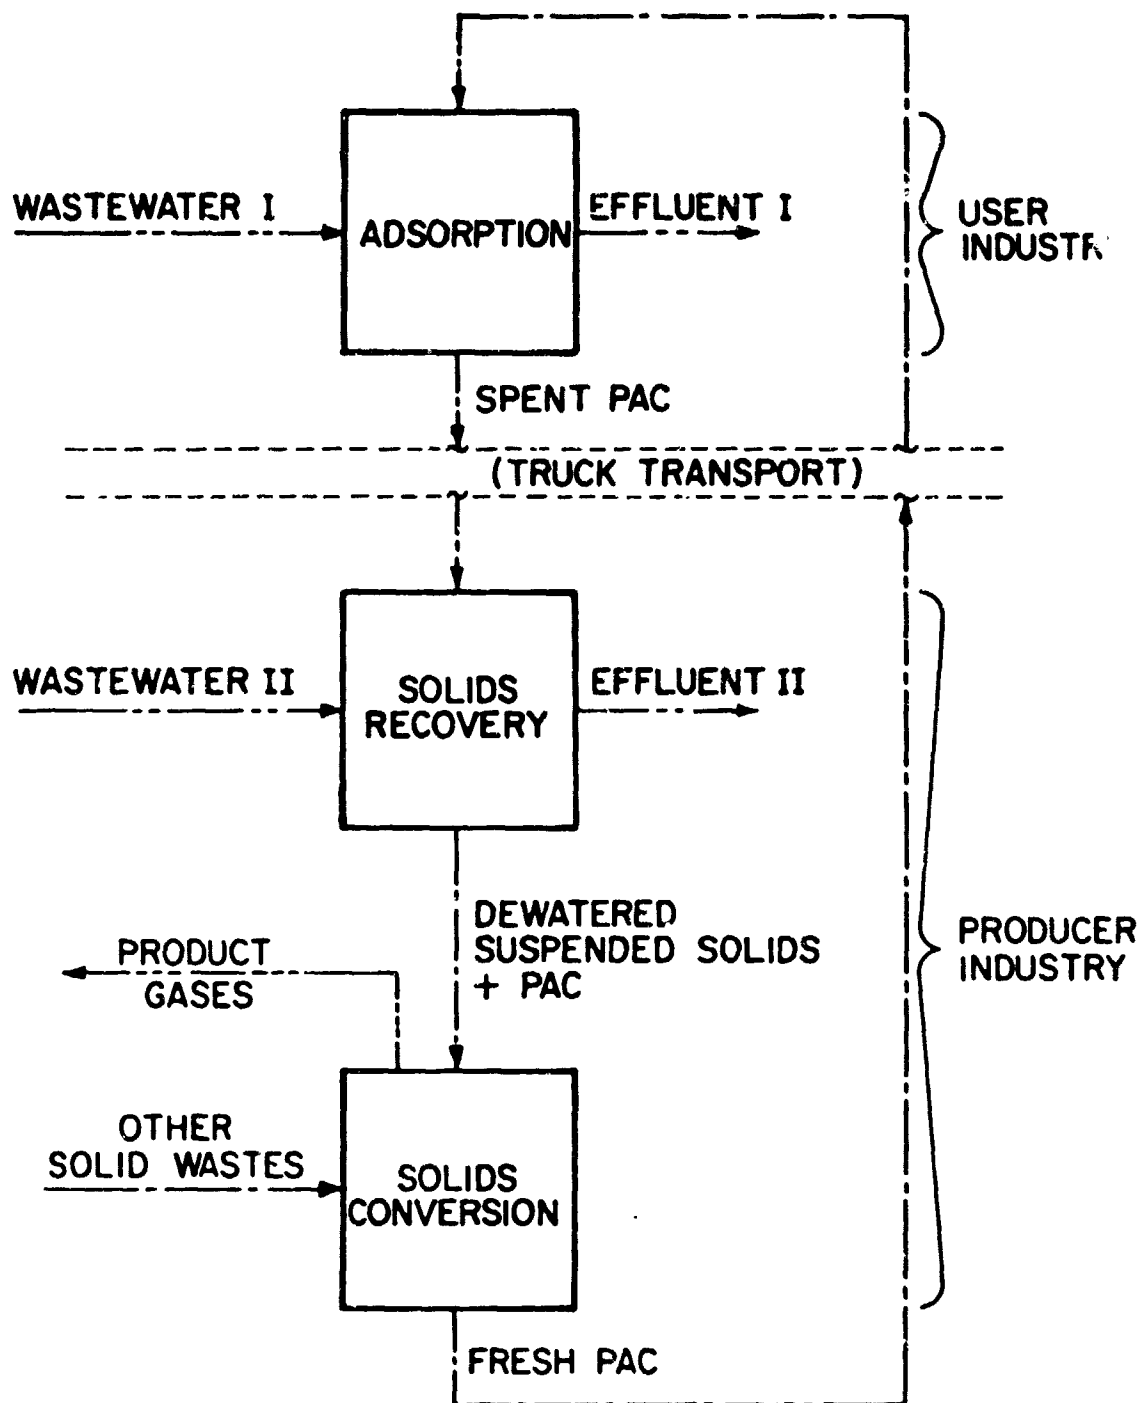 WASTEWATER I
ADSORPTION
EFFLUENT I
USER
INDUSTR
SPENT PAC
(TRUCK TRANSPORT)
WASTEWATER II
SOLIDS
RECOVERY
EFFLUENT II
DEWATERED
SUSPENDED SOLIDS
+ PAC
PRODUCER
INDUSTRY
PRODUCT
GASES
OTHER
SOLID WASTES
SOLIDS
CONVERSION
FRESH PAC